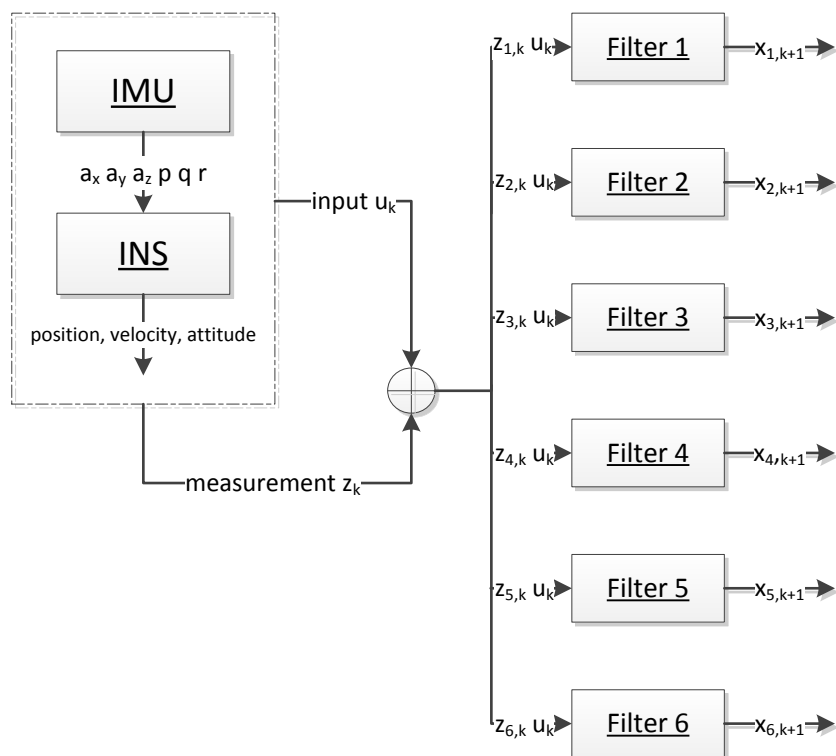 IMU
aₓ a_y a_z p q r
INS
position, velocity, attitude
input uₖ
measurement zₖ
z₁,ₖ uₖ
Filter 1
x₁,ₖ₊₁
z₂,ₖ uₖ
Filter 2
x₂,ₖ₊₁
z₃,ₖ uₖ
Filter 3
x₃,ₖ₊₁
z₄,ₖ uₖ
Filter 4
x₄,ₖ₊₁
z₅,ₖ uₖ
Filter 5
x₅,ₖ₊₁
z₆,ₖ uₖ
Filter 6
x₆,ₖ₊₁